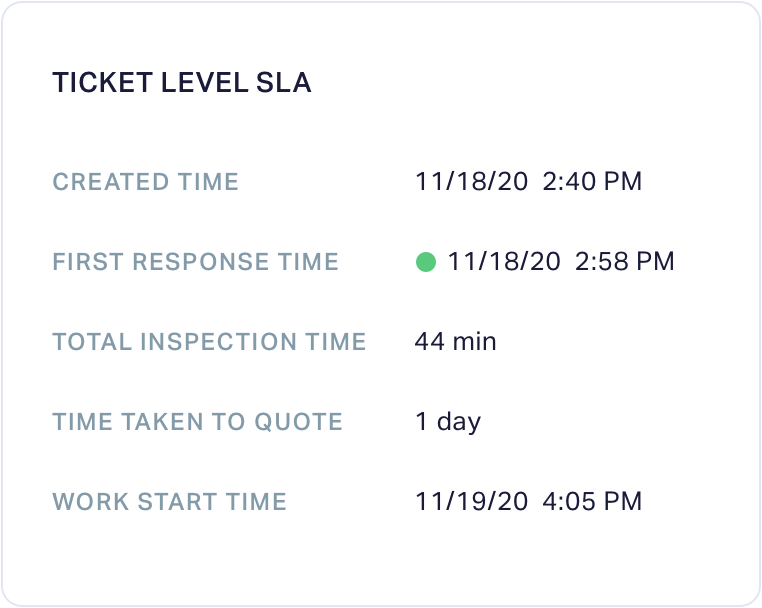 TICKET LEVEL SLA
CREATED TIME 11/18/20 2:40 PM
FIRST RESPONSE TIME 11/18/20 2:58 PM
TOTAL INSPECTION TIME 44 min
TIME TAKEN TO QUOTE 1 day
WORK START TIME 11/19/20 4:05 PM